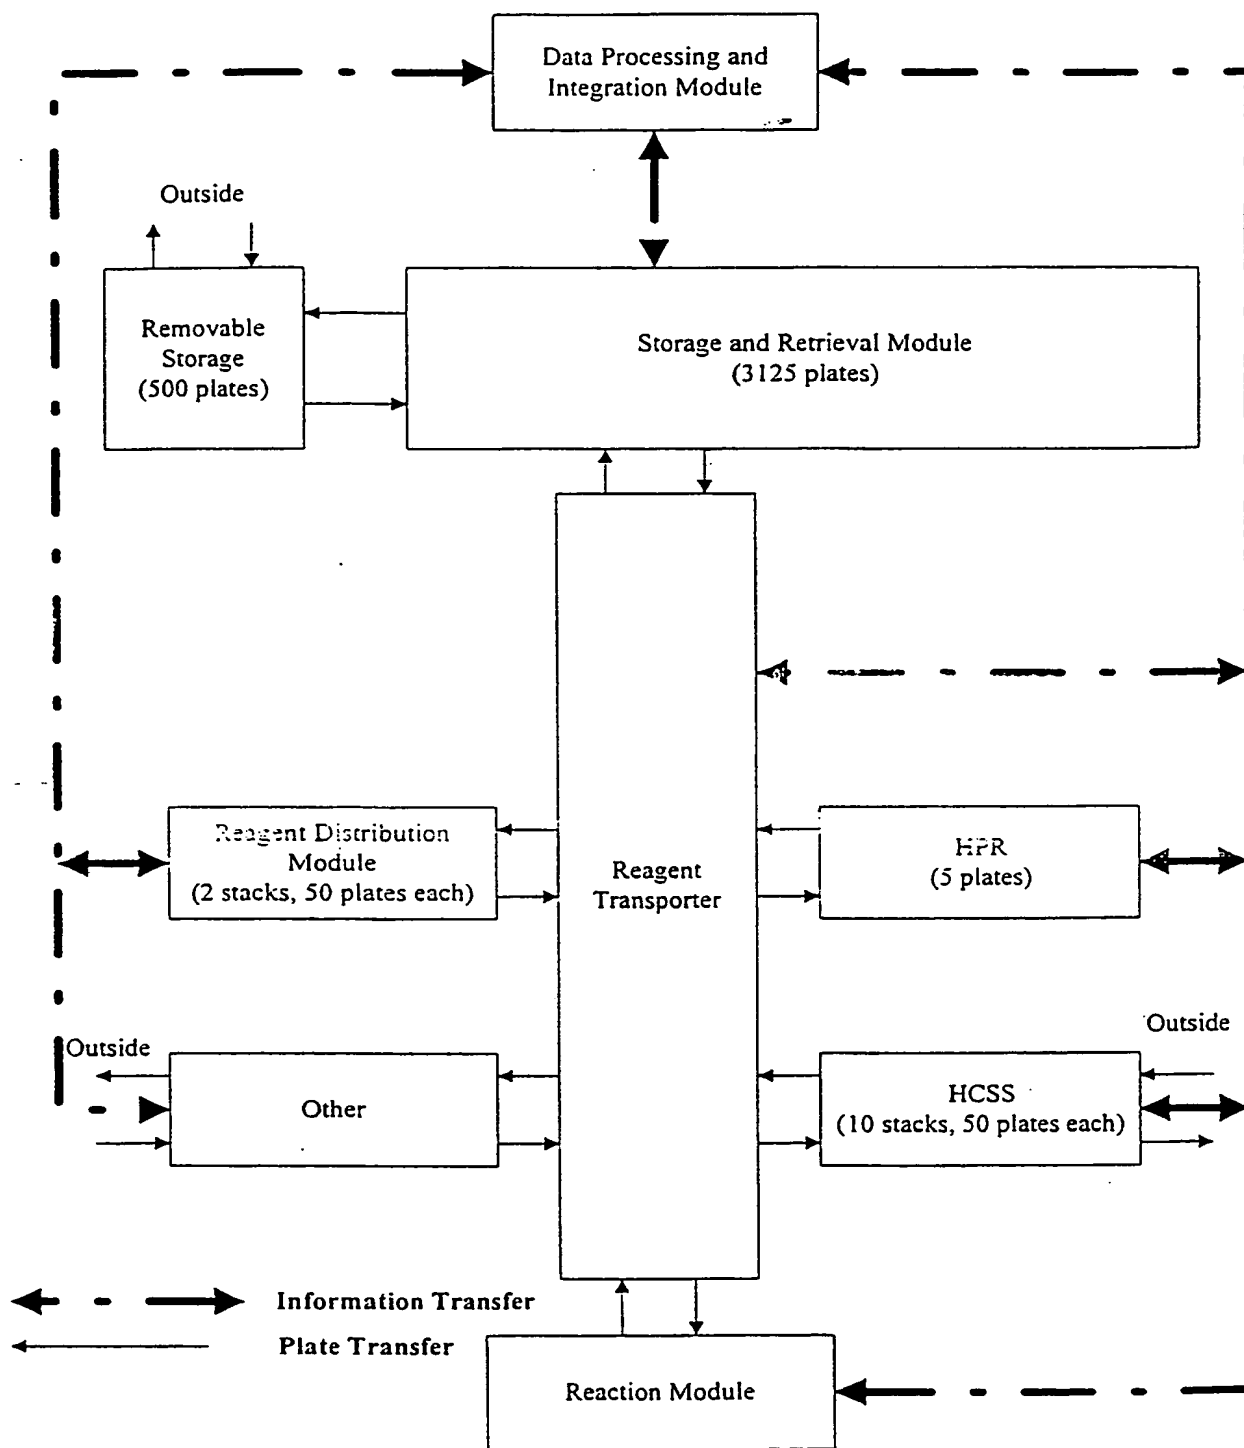 Data Processing and
Integration Module
Outside
Removable
Storage
(500 plates)
Storage and Retrieval Module
(3125 plates)
Reagent Distribution
Module
(2 stacks, 50 plates each)
Reagent
Transporter
HPR
(5 plates)
Outside
Outside
Other
HCSS
(10 stacks, 50 plates each)
Information Transfer
Plate Transfer
Reaction Module